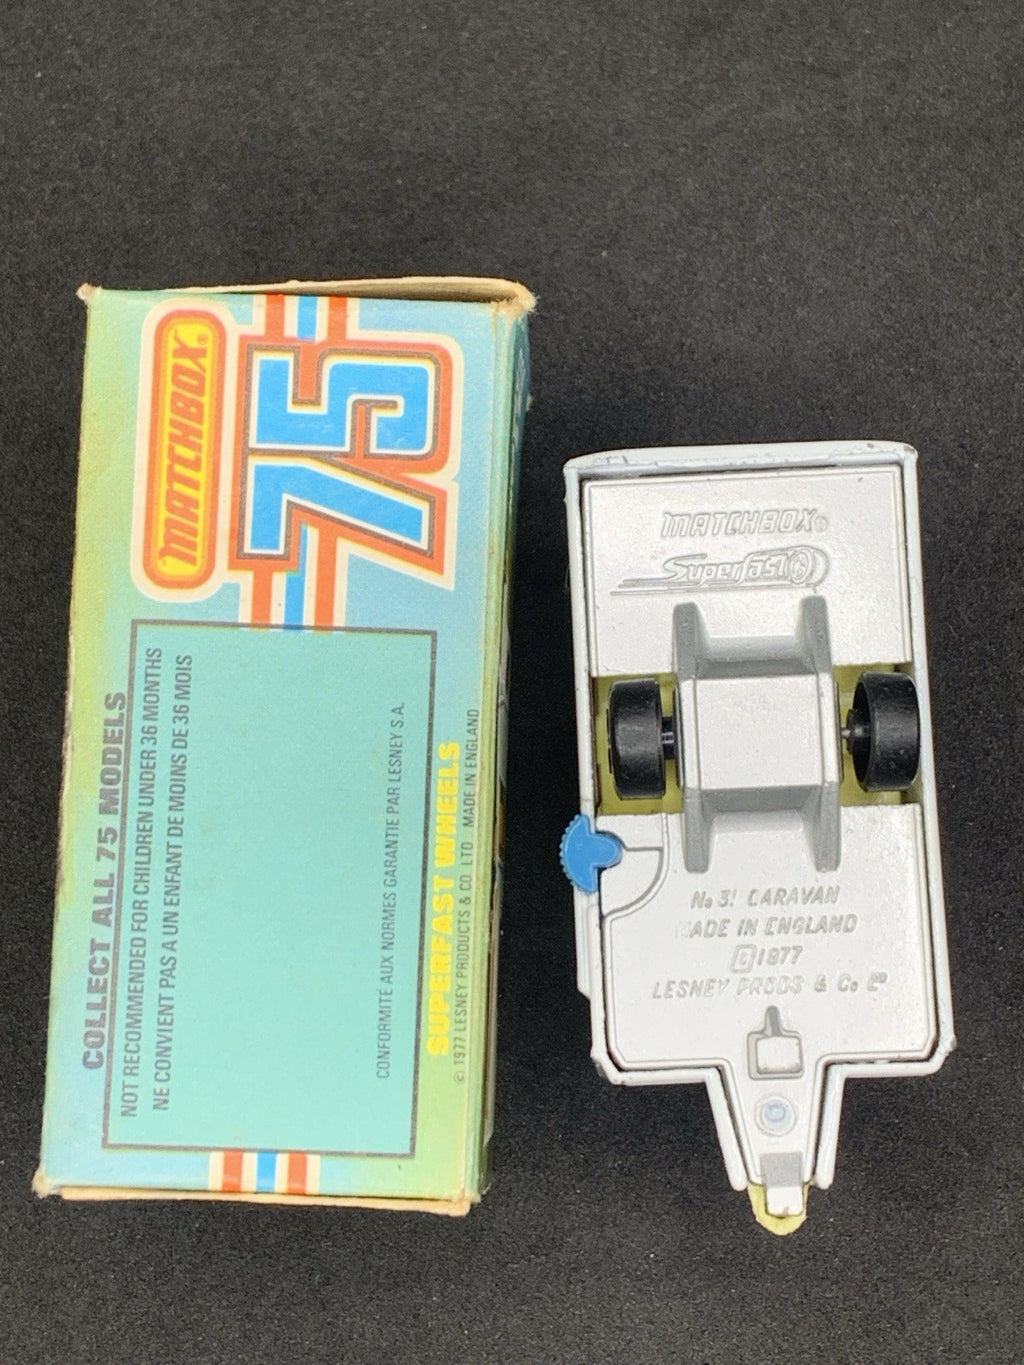 MATCHBOX®
75
COLLECT ALL 75 MODELS
NOT RECOMMENDED FOR CHILDREN UNDER 36 MONTHS
NE CONVIENT PAS A UN ENFANT DE MOINS DE 36 MOIS
CONFORMITÉ AUX NORMES GARANTIE PAR LESNEY S.A.
SUPERFAST WHEELS
© 1977 LESNEY PRODUCTS & CO LTD MADE IN ENGLAND
MATCHBOX®
Superfast
No 31 CARAVAN
MADE IN ENGLAND
© 1977
LESNEY PRODS & Co LTD